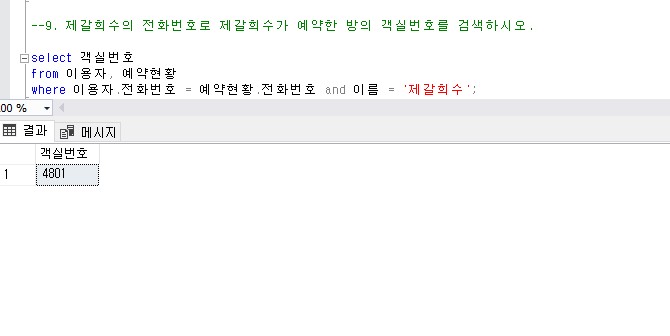 --9. 제갈희수의 전화번호로 제갈희수가 예약한 방의 객실번호를 검색하시오.
select 객실번호
from 이용자, 예약현황
where 이용자.전화번호 = 예약현황.전화번호 and 이름 = '제갈희수';
00 %
결과 메시지
객실번호
1 4801